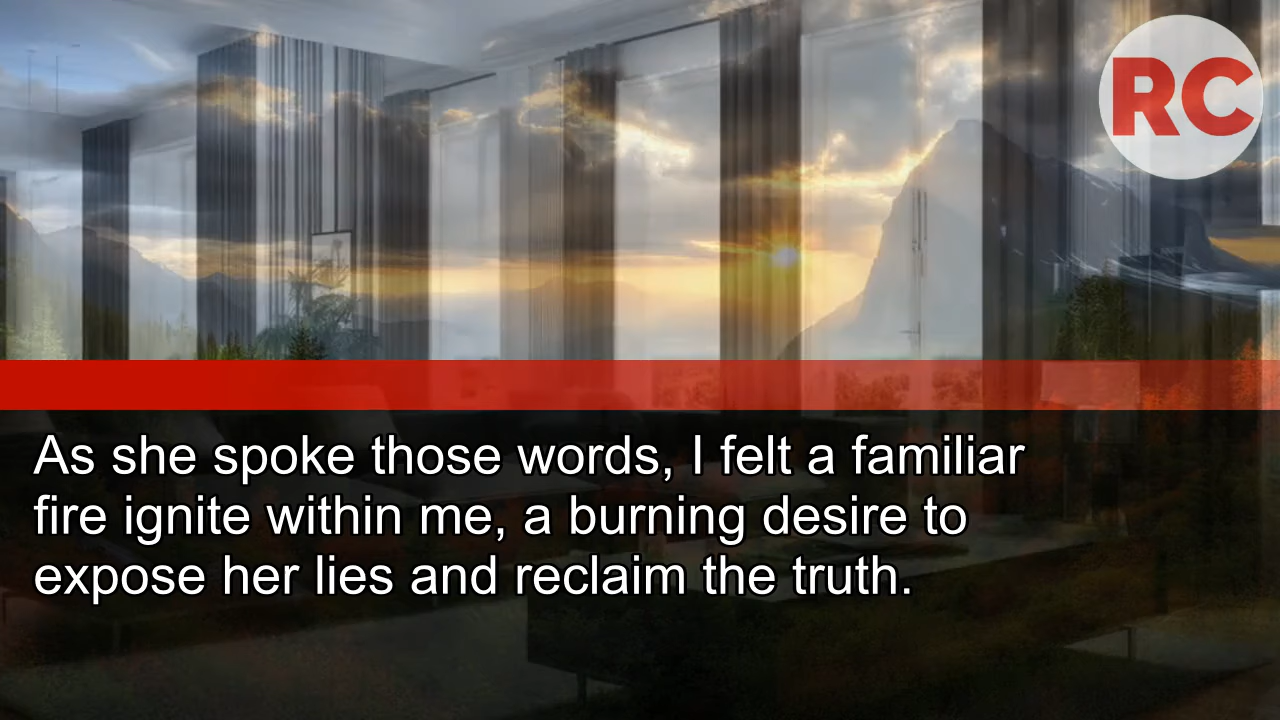 RC
As she spoke those words, I felt a familiar
fire ignite within me, a burning desire to
expose her lies and reclaim the truth.